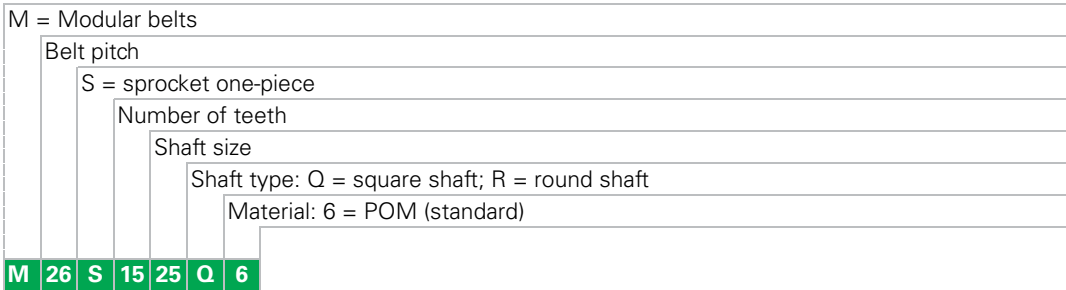 M = Modular belts
Belt pitch
S = sprocket one-piece
Number of teeth
Shaft size
Shaft type: Q = square shaft; R = round shaft
Material: 6 = POM (standard)
M 26 S 15 25 Q 6